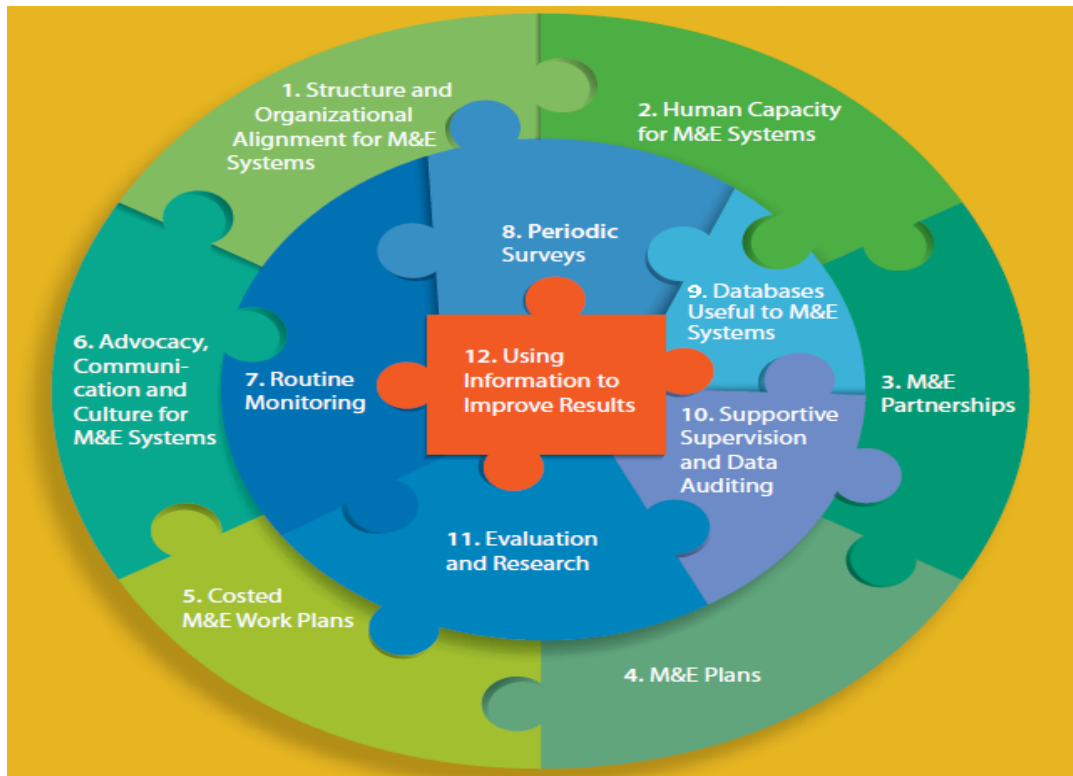 1. Structure and
Organizational
Alignment for M&E
Systems
2. Human Capacity
for M&E Systems
3. M&E
Partnerships
4. M&E Plans
5. Costed
M&E Work Plans
6. Advocacy,
Communi-
cation and
Culture for
M&E Systems
7. Routine
Monitoring
8. Periodic
Surveys
9. Databases
Useful to M&E
Systems
10. Supportive
Supervision
and Data
Auditing
11. Evaluation
and Research
12. Using
Information to
Improve Results